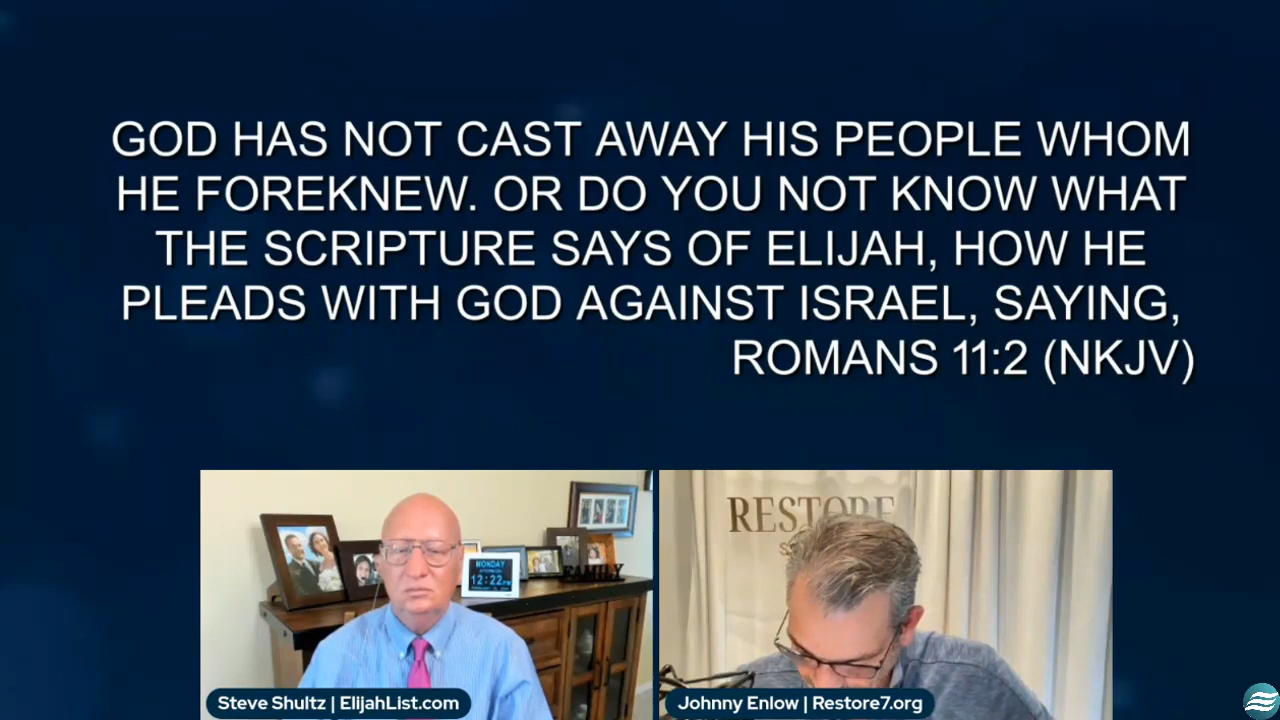 GOD HAS NOT CAST AWAY HIS PEOPLE WHOM
HE FOREKNEW. OR DO YOU NOT KNOW WHAT
THE SCRIPTURE SAYS OF ELIJAH, HOW HE
PLEADS WITH GOD AGAINST ISRAEL, SAYING,
ROMANS 11:2 (NKJV)
RESTORE
MONDAY
12:22 PM
FAMILY
Steve Shultz | ElijahList.com
Johnny Enlow | Restore7.org